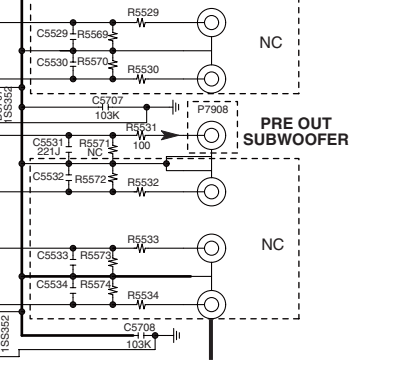 R5529
C5529
R5569
NC
C5530
R5570
R5530
1SS352
C5707
103K
P7908
R5531
100
PRE OUT
SUBWOOFER
C5531
221J
R5571
NC
C5532
R5572
R5532
R5533
C5533
R5573
NC
C5534
R5574
R5534
1SS352
C5708
103K